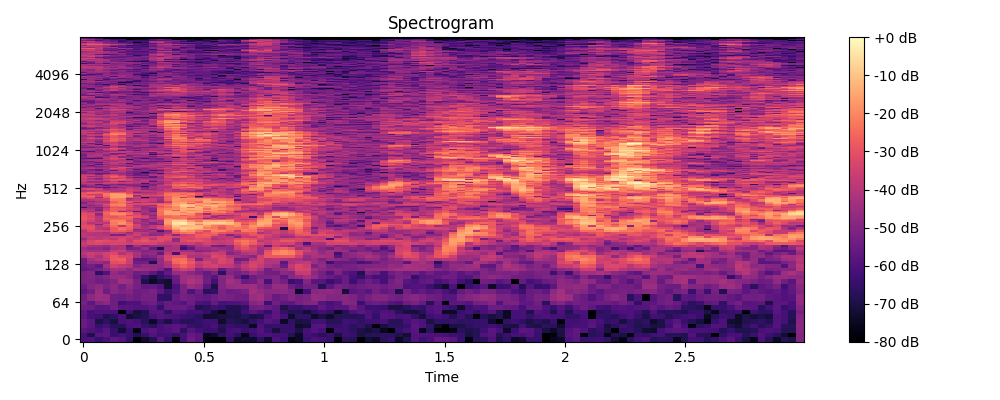 Spectrogram
+0 dB
4096
-10 dB
2048
-20 dB
1024
-30 dB
Hz
512
-40 dB
256
-50 dB
128
-60 dB
64
-70 dB
0
-80 dB
0 0.5 1 1.5 2 2.5
Time